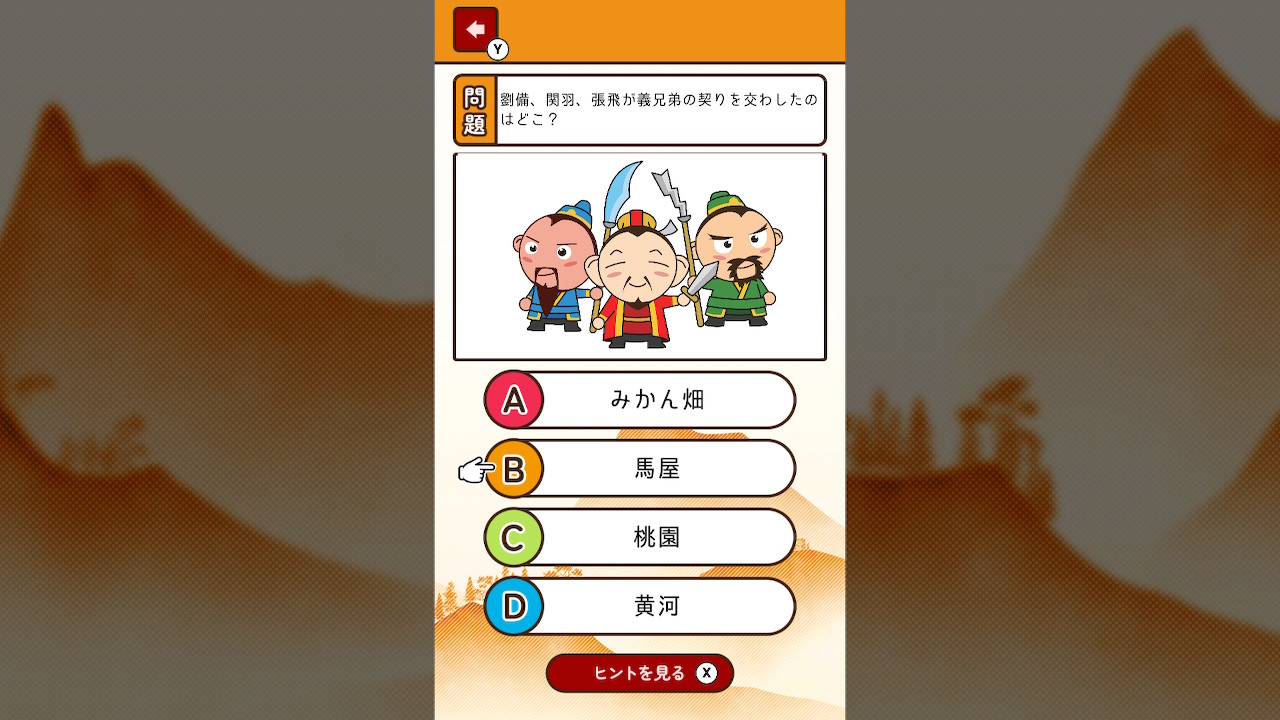 Y
問題
劉備、関羽、張飛が義兄弟の契りを交わしたの
はどこ？
A みかん畑
B 馬屋
C 桃園
D 黄河
ヒントを見る X